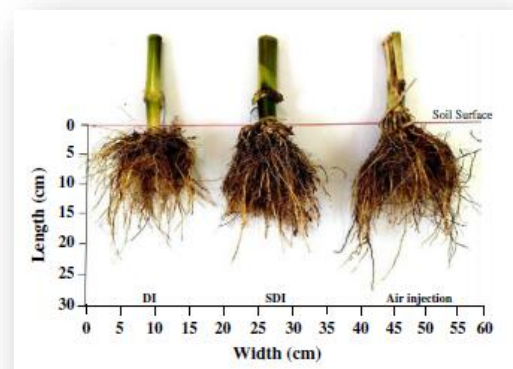 Soil Surface
0
5
10
15
20
25
30
Length (cm)
DI SDI Air injection
0 5 10 15 20 25 30 35 40 45 50 55 60
Width (cm)